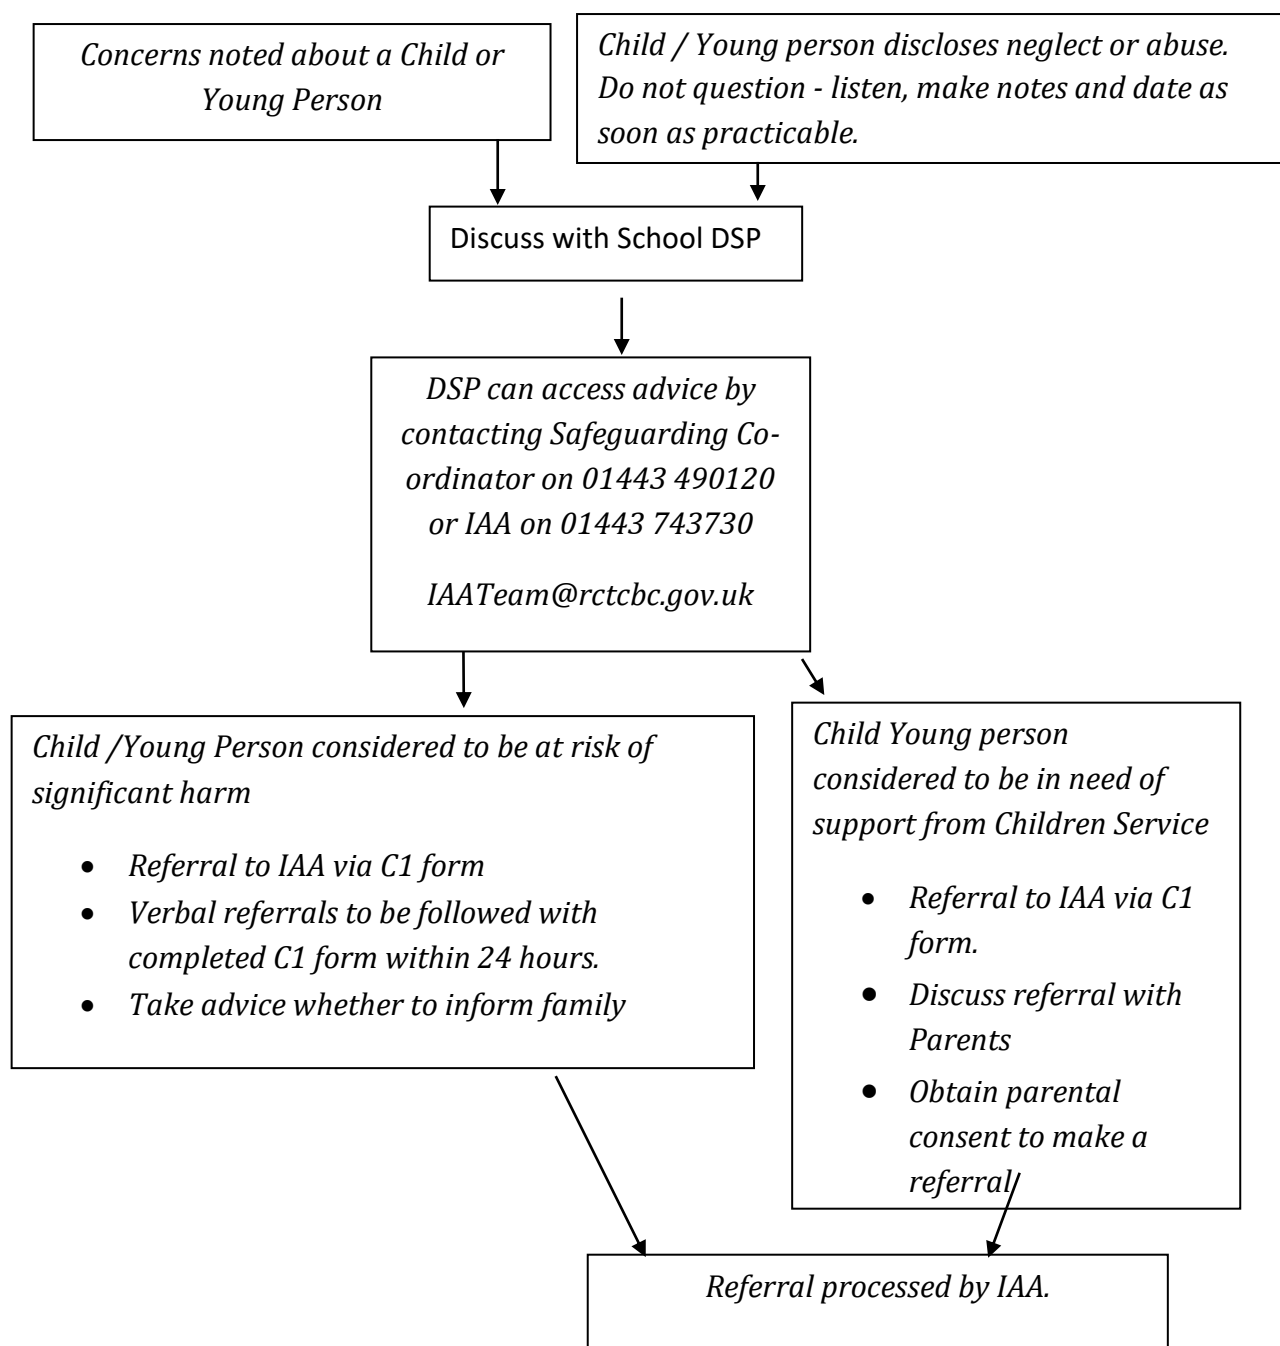 Concerns noted about a Child or
Young Person
Child / Young person discloses neglect or abuse.
Do not question - listen, make notes and date as
soon as practicable.
Discuss with School DSP
DSP can access advice by
contacting Safeguarding Co-
ordinator on 01443 490120
or IAA on 01443 743730
IAATeam@rctcbc.gov.uk
Child /Young Person considered to be at risk of
significant harm
• Referral to IAA via C1 form
• Verbal referrals to be followed with
completed C1 form within 24 hours.
• Take advice whether to inform family
Child Young person
considered to be in need of
support from Children Service
• Referral to IAA via C1
form.
• Discuss referral with
Parents
• Obtain parental
consent to make a
referral
Referral processed by IAA.